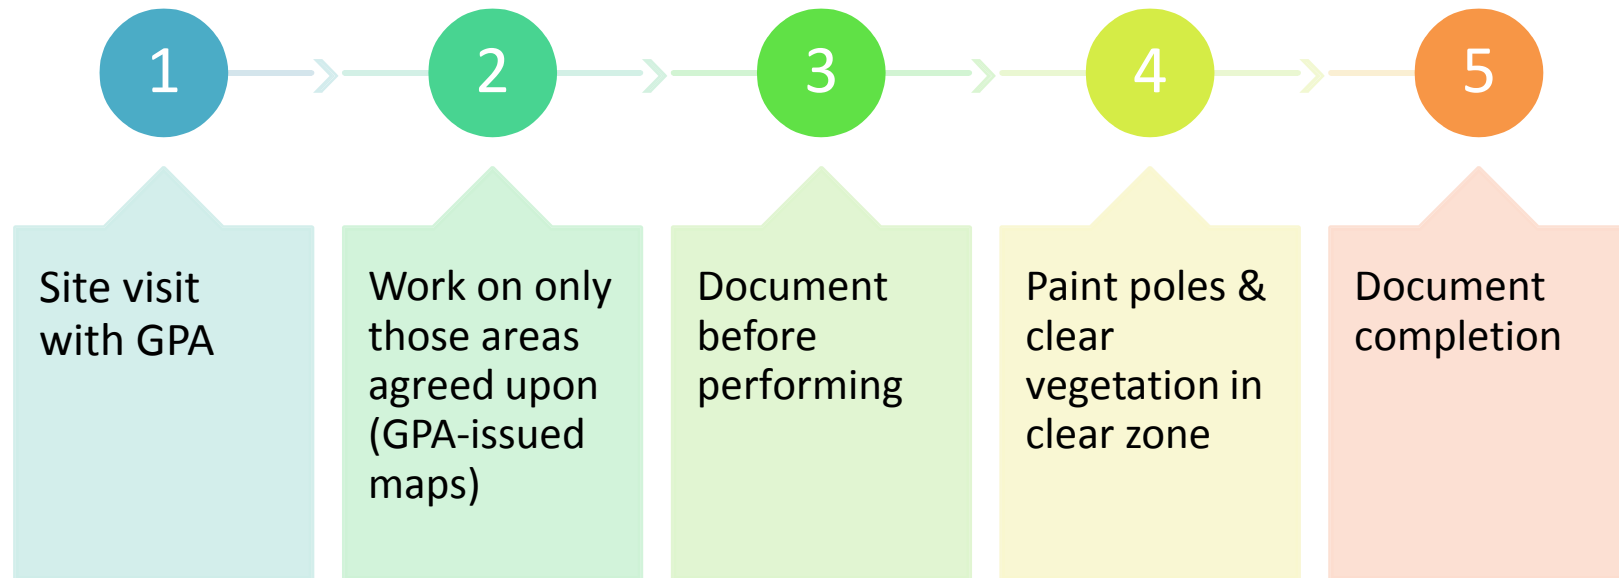 1
2
3
4
5
Site visit
with GPA
Work on only
those areas
agreed upon
(GPA-issued
maps)
Document
before
performing
Paint poles &
clear
vegetation in
clear zone
Document
completion